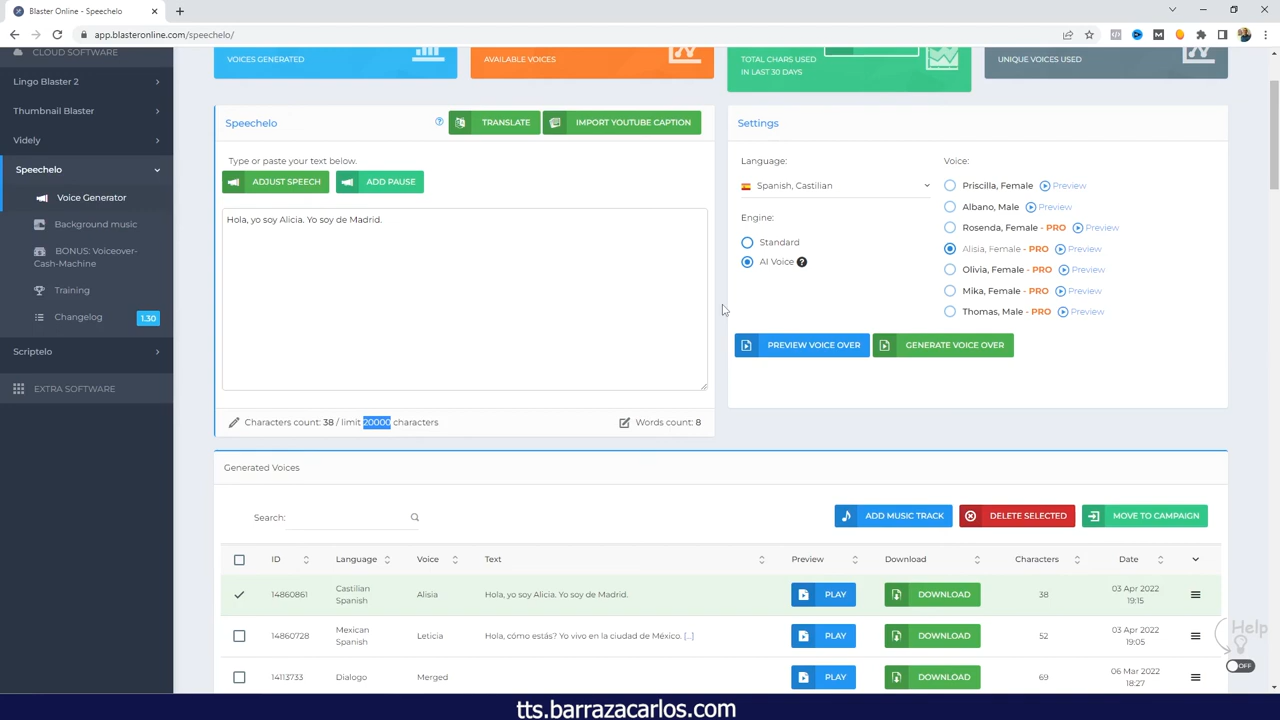 Blaster Online - Speechelo
app.blasteronline.com/speechelo/
CLOUD SOFTWARE
Lingo Blaster 2
Thumbnail Blaster
Videly
Speechelo
Voice Generator
Background music
BONUS: Voiceover-
Cash-Machine
Training
Changelog
1.30
Scriptelo
EXTRA SOFTWARE
VOICES GENERATED
AVAILABLE VOICES
TOTAL CHARS USED
IN LAST 30 DAYS
UNIQUE VOICES USED
Speechelo
TRANSLATE
IMPORT YOUTUBE CAPTION
Type or paste your text below.
ADJUST SPEECH
ADD PAUSE
Hola, yo soy Alicia. Yo soy de Madrid.
Characters count: 38 / limit 20000 characters
Words count: 8
Settings
Language:
Spanish, Castilian
Engine:
Standard
AI Voice ?
Voice:
Priscilla, Female Preview
Albano, Male Preview
Rosenda, Female - PRO Preview
Alisia, Female - PRO Preview
Olivia, Female - PRO Preview
Mika, Female - PRO Preview
Thomas, Male - PRO Preview
PREVIEW VOICE OVER
GENERATE VOICE OVER
Generated Voices
Search:
ADD MUSIC TRACK
DELETE SELECTED
MOVE TO CAMPAIGN
ID Language Voice Text Preview Download Characters Date
14860861 Castilian Spanish Alisia Hola, yo soy Alicia. Yo soy de Madrid. PLAY DOWNLOAD 38 03 Apr 2022 19:15
14860728 Mexican Spanish Leticia Hola, cómo estás? Yo vivo en la ciudad de México. [...] PLAY DOWNLOAD 52 03 Apr 2022 19:05
14113733 Dialogo Merged PLAY DOWNLOAD 69 06 Mar 2022 18:27
Help
OFF
tts.barrazacarlos.com